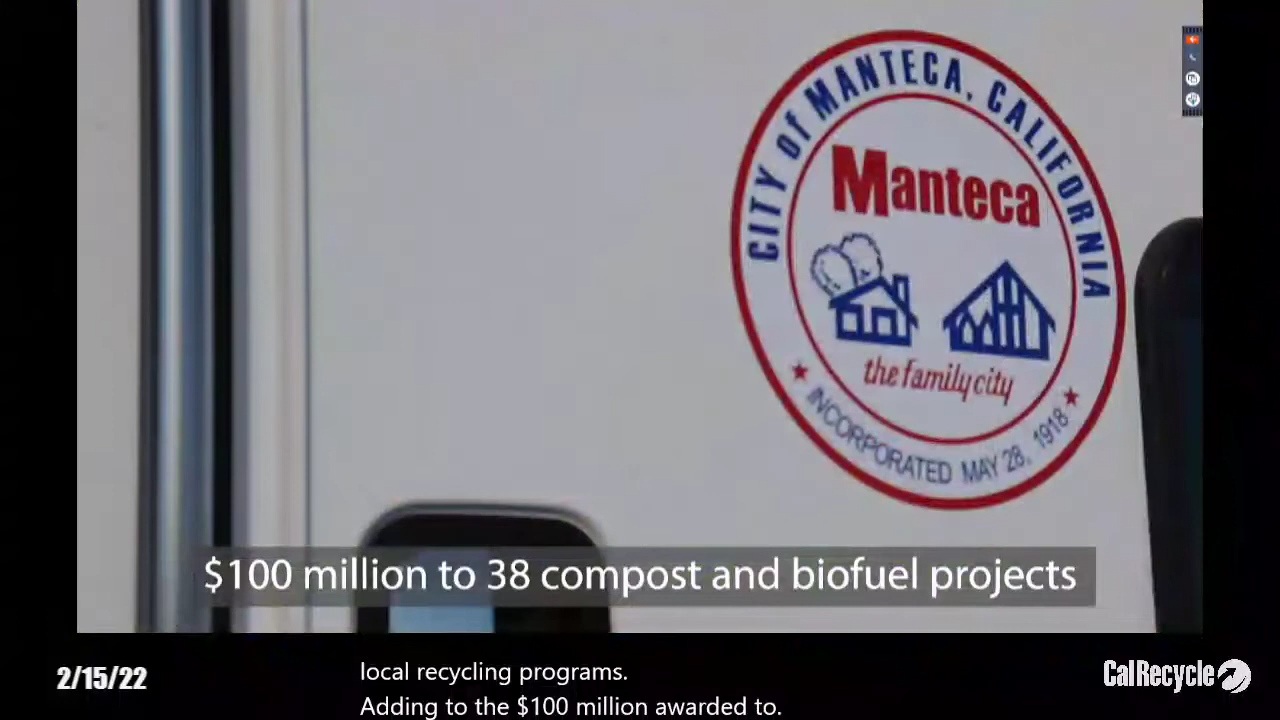 CITY of MANTECA, CALIFORNIA
Manteca
the family city
INCORPORATED MAY 28, 1918
$100 million to 38 compost and biofuel projects
2/15/22
local recycling programs.
Adding to the $100 million awarded to.
CalRecycle